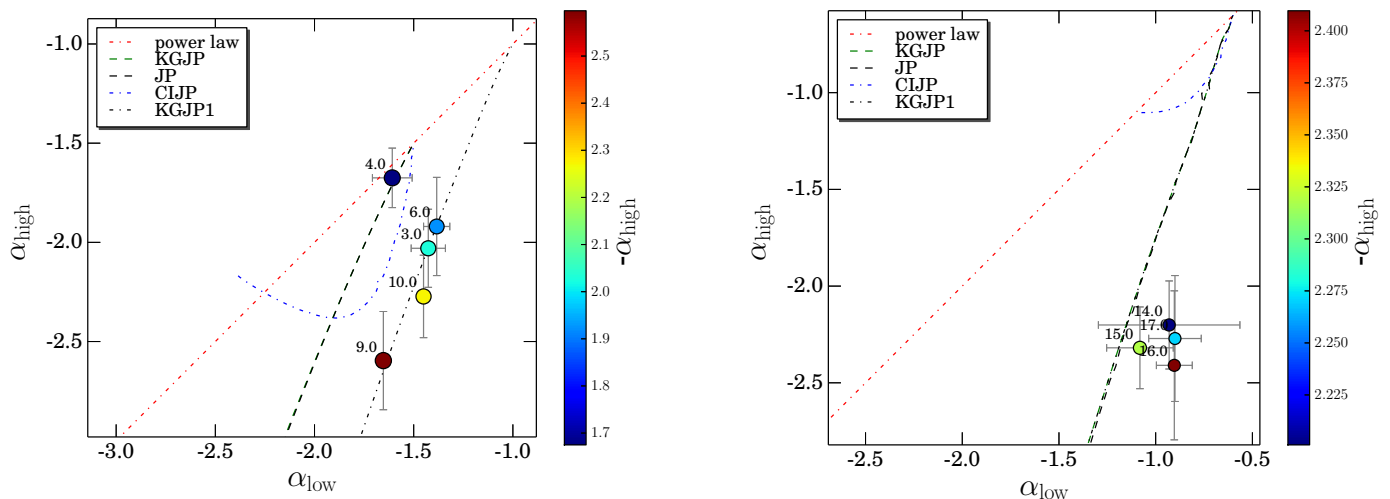 -1.0
-1.5
-2.0
-2.5
α_high
-3.0
-2.5
-2.0
-1.5
-1.0
α_low
power law
KGJP
JP
CIJP
KGJP1
4.0
6.0
3.0
10.0
9.0
2.5
2.4
2.3
2.2
2.1
2.0
1.9
1.8
1.7
-α_high
-1.0
-1.5
-2.0
-2.5
α_high
-2.5
-2.0
-1.5
-1.0
-0.5
α_low
power law
KGJP
JP
CIJP
KGJP1
14.0
17.0
15.0
16.0
2.400
2.380
2.350
2.325
2.300
2.275
2.250
2.225
-α_high